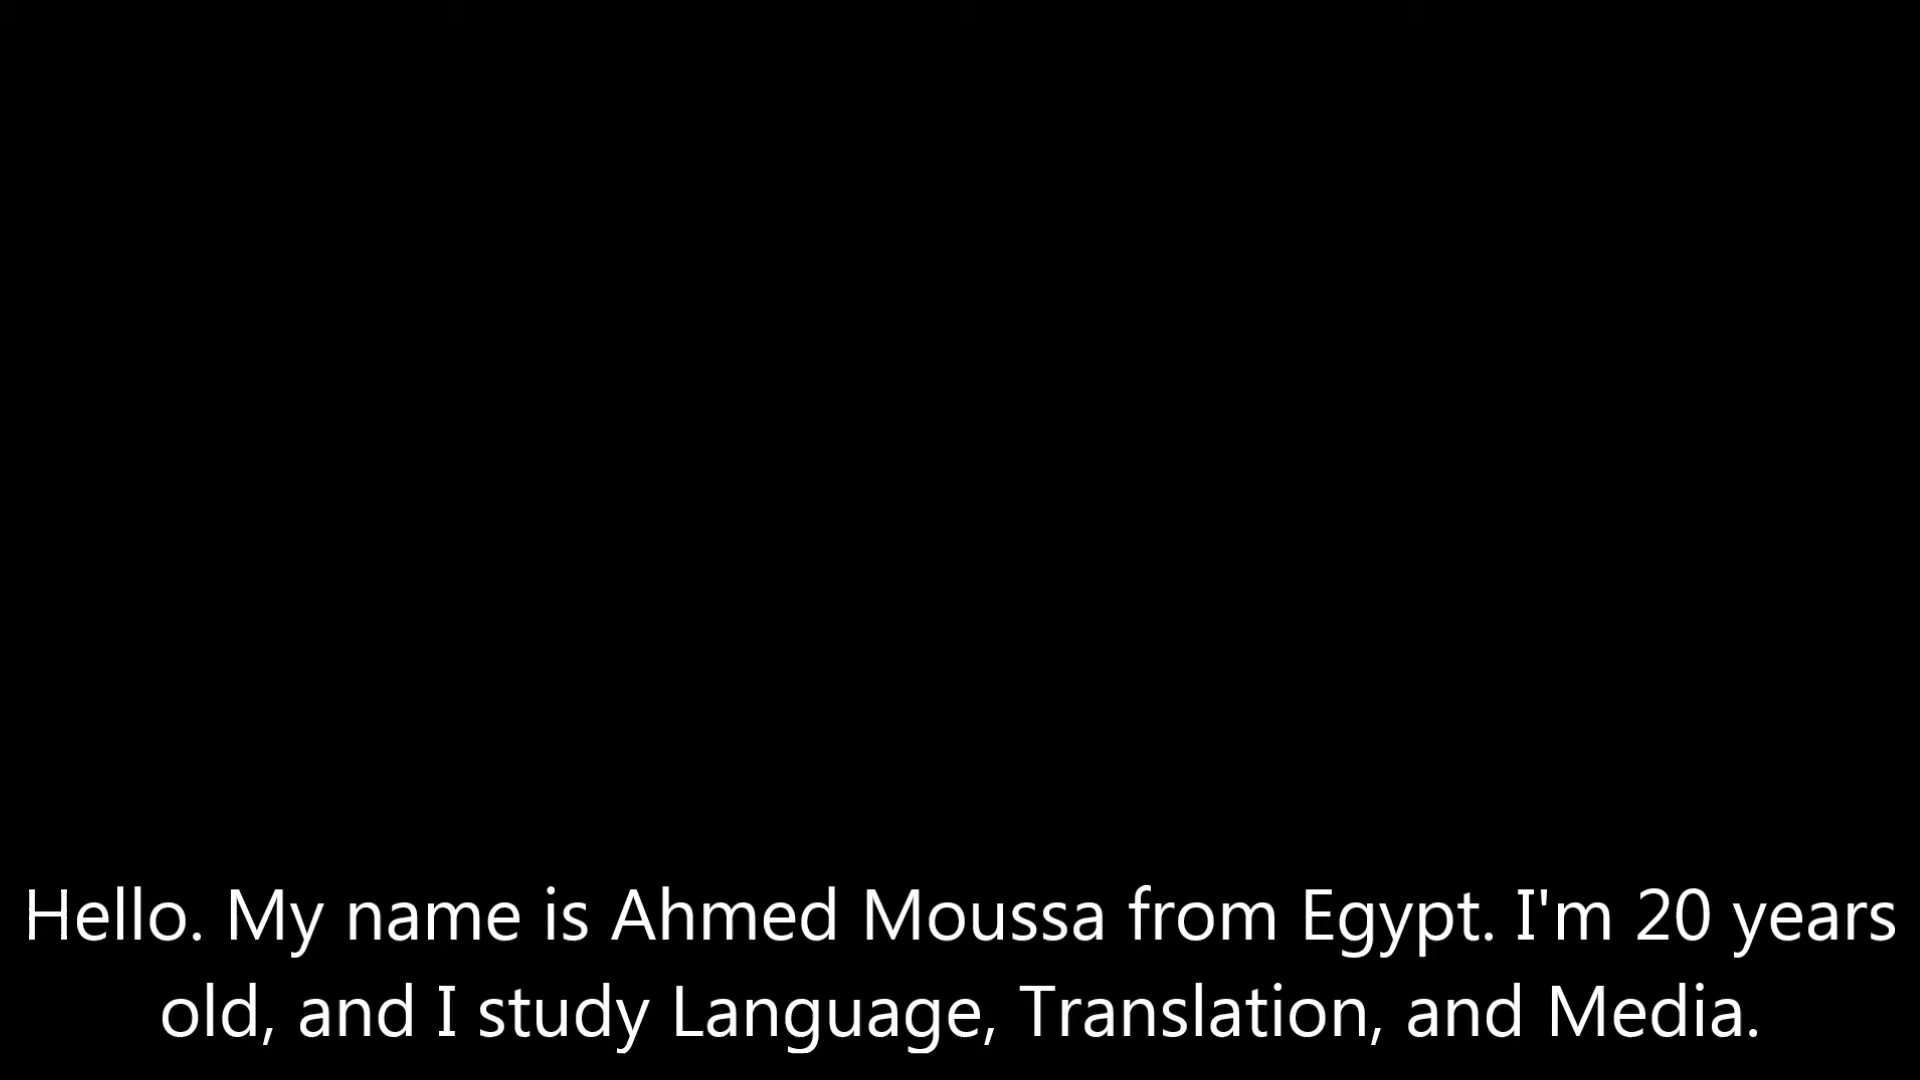 Hello. My name is Ahmed Moussa from Egypt. I'm 20 years
old, and I study Language, Translation, and Media.